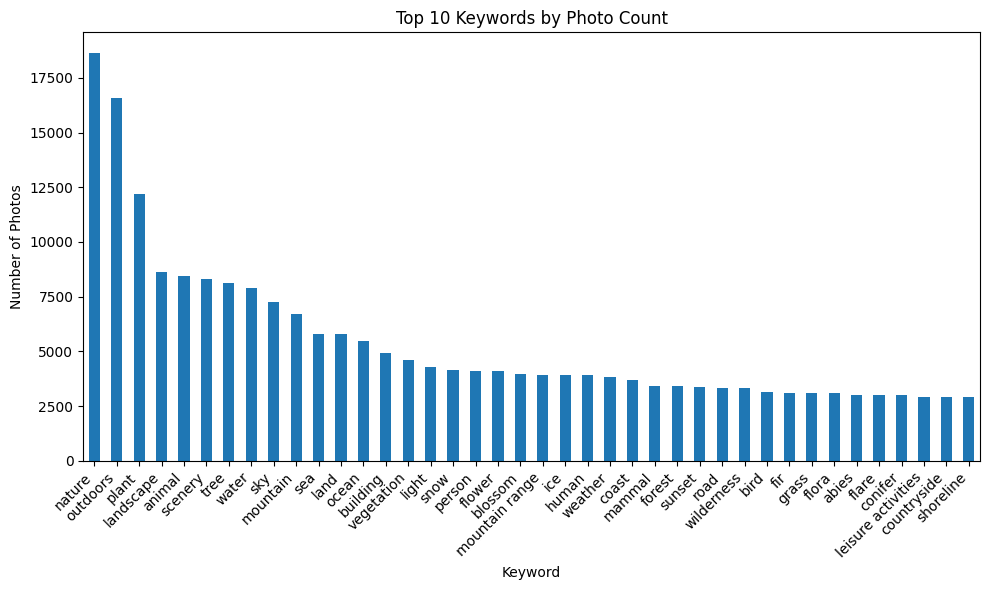 Top 10 Keywords by Photo Count
Number of Photos
17500
15000
12500
10000
7500
5000
2500
0
nature
outdoors
plant
landscape
animal
scenery
tree
water
sky
mountain
sea
land
ocean
building
vegetation
light
snow
person
flower
blossom
mountain range
ice
human
weather
coast
mammal
forest
sunset
road
wilderness
bird
fir
grass
flora
abies
flare
conifer
leisure activities
countryside
shoreline
Keyword